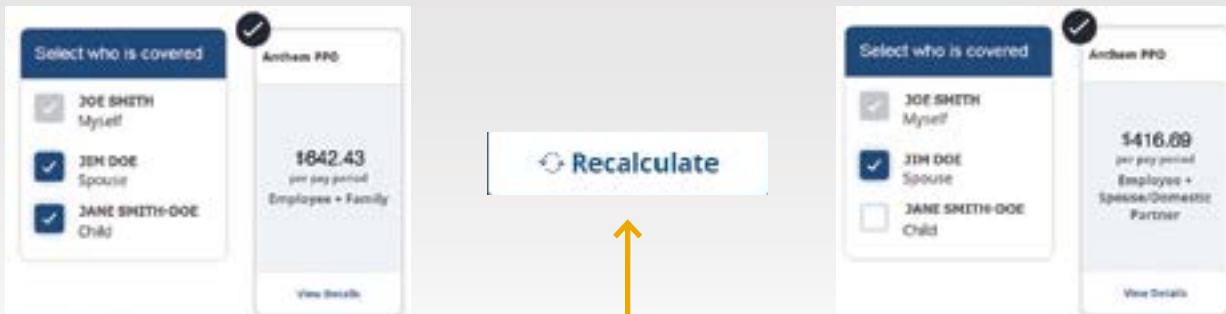 Select who is covered
JOE SMITH
Myself
JIM DOE
Spouse
JANE SMITH-DOE
Child
Anthem PPO
$642.43
per pay period
Employee + Family
View Details
Recalculate
Select who is covered
JOE SMITH
Myself
JIM DOE
Spouse
JANE SMITH-DOE
Child
Anthem PPO
$416.69
per pay period
Employee +
Spouse/Domestic
Partner
View Details